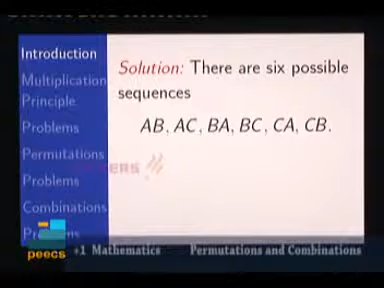 Introduction
Multiplication
Principle
Problems
Permutations
Problems
Combinations
Solution: There are six possible
sequences
AB, AC, BA, BC, CA, CB.
peecs
+1 Mathematics
Permutations and Combinations